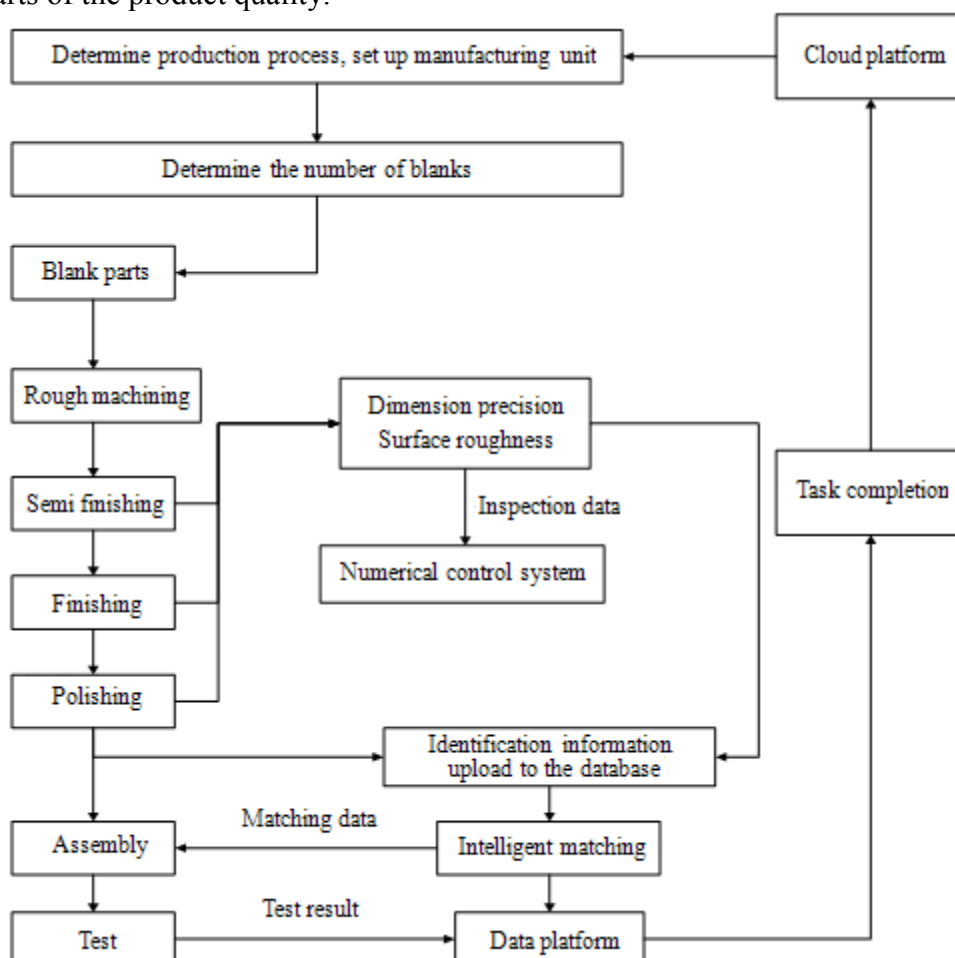 arts of the product quality.
Determine production process, set up manufacturing unit
Cloud platform
Determine the number of blanks
Blank parts
Rough machining
Dimension precision
Surface roughness
Semi finishing
Inspection data
Task completion
Numerical control system
Finishing
Polishing
Identification information
upload to the database
Matching data
Assembly
Intelligent matching
Test result
Test
Data platform